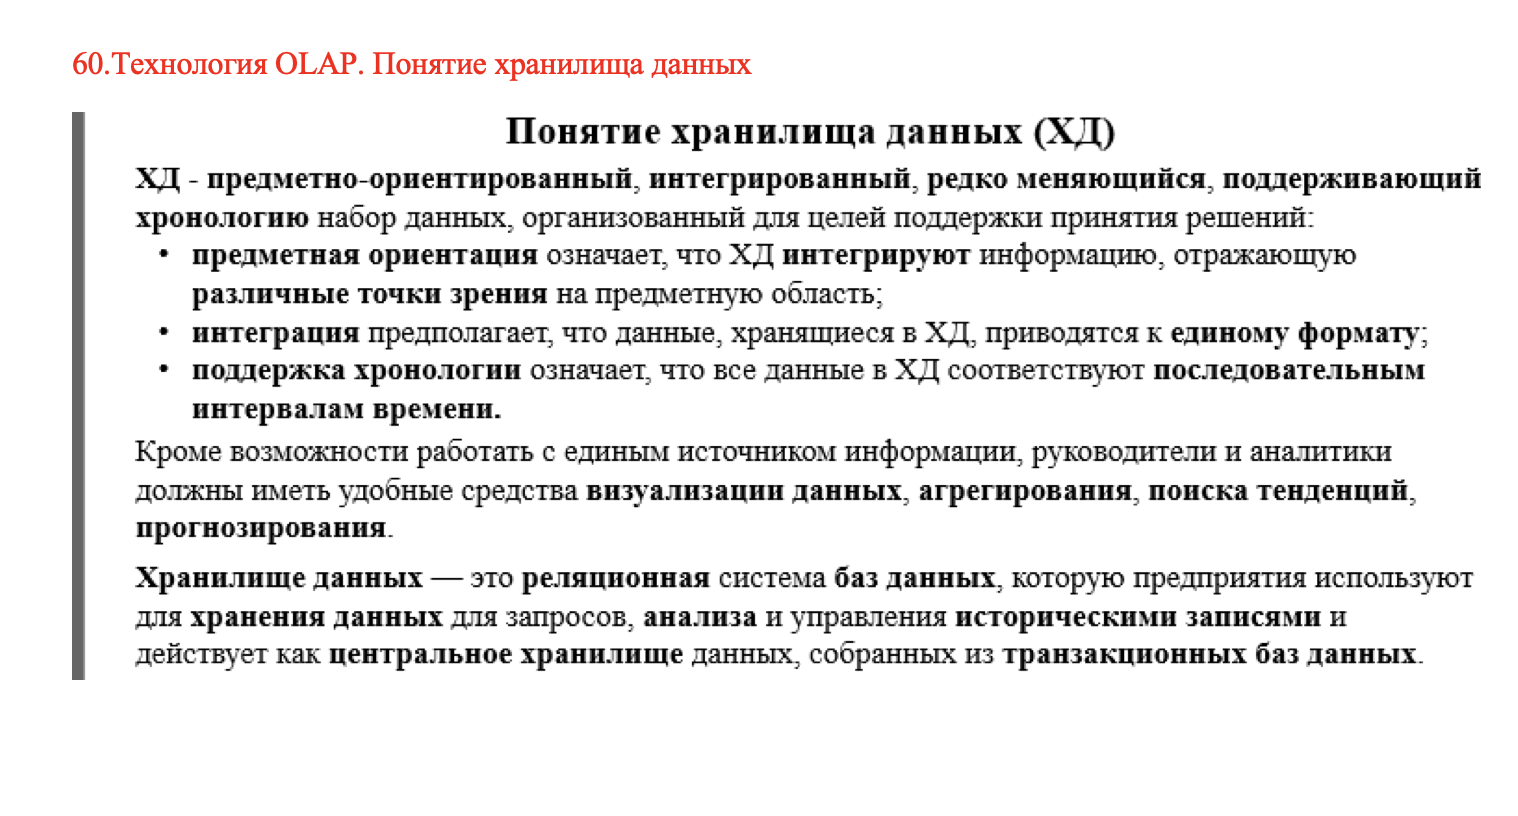 60.Технология OLAP. Понятие хранилища данных
Понятие хранилища данных (ХД)
ХД - предметно-ориентированный, интегрированный, редко меняющийся, поддерживающий
хронологию набор данных, организованный для целей поддержки принятия решений:
• предметная ориентация означает, что ХД интегрируют информацию, отражающую
различные точки зрения на предметную область;
• интеграция предполагает, что данные, хранящиеся в ХД, приводятся к единому формату;
• поддержка хронологии означает, что все данные в ХД соответствуют последовательным
интервалам времени.
Кроме возможности работать с единым источником информации, руководители и аналитики
должны иметь удобные средства визуализации данных, агрегирования, поиска тенденций,
прогнозирования.
Хранилище данных — это реляционная система баз данных, которую предприятия используют
для хранения данных для запросов, анализа и управления историческими записями и
действует как центральное хранилище данных, собранных из транзакционных баз данных.